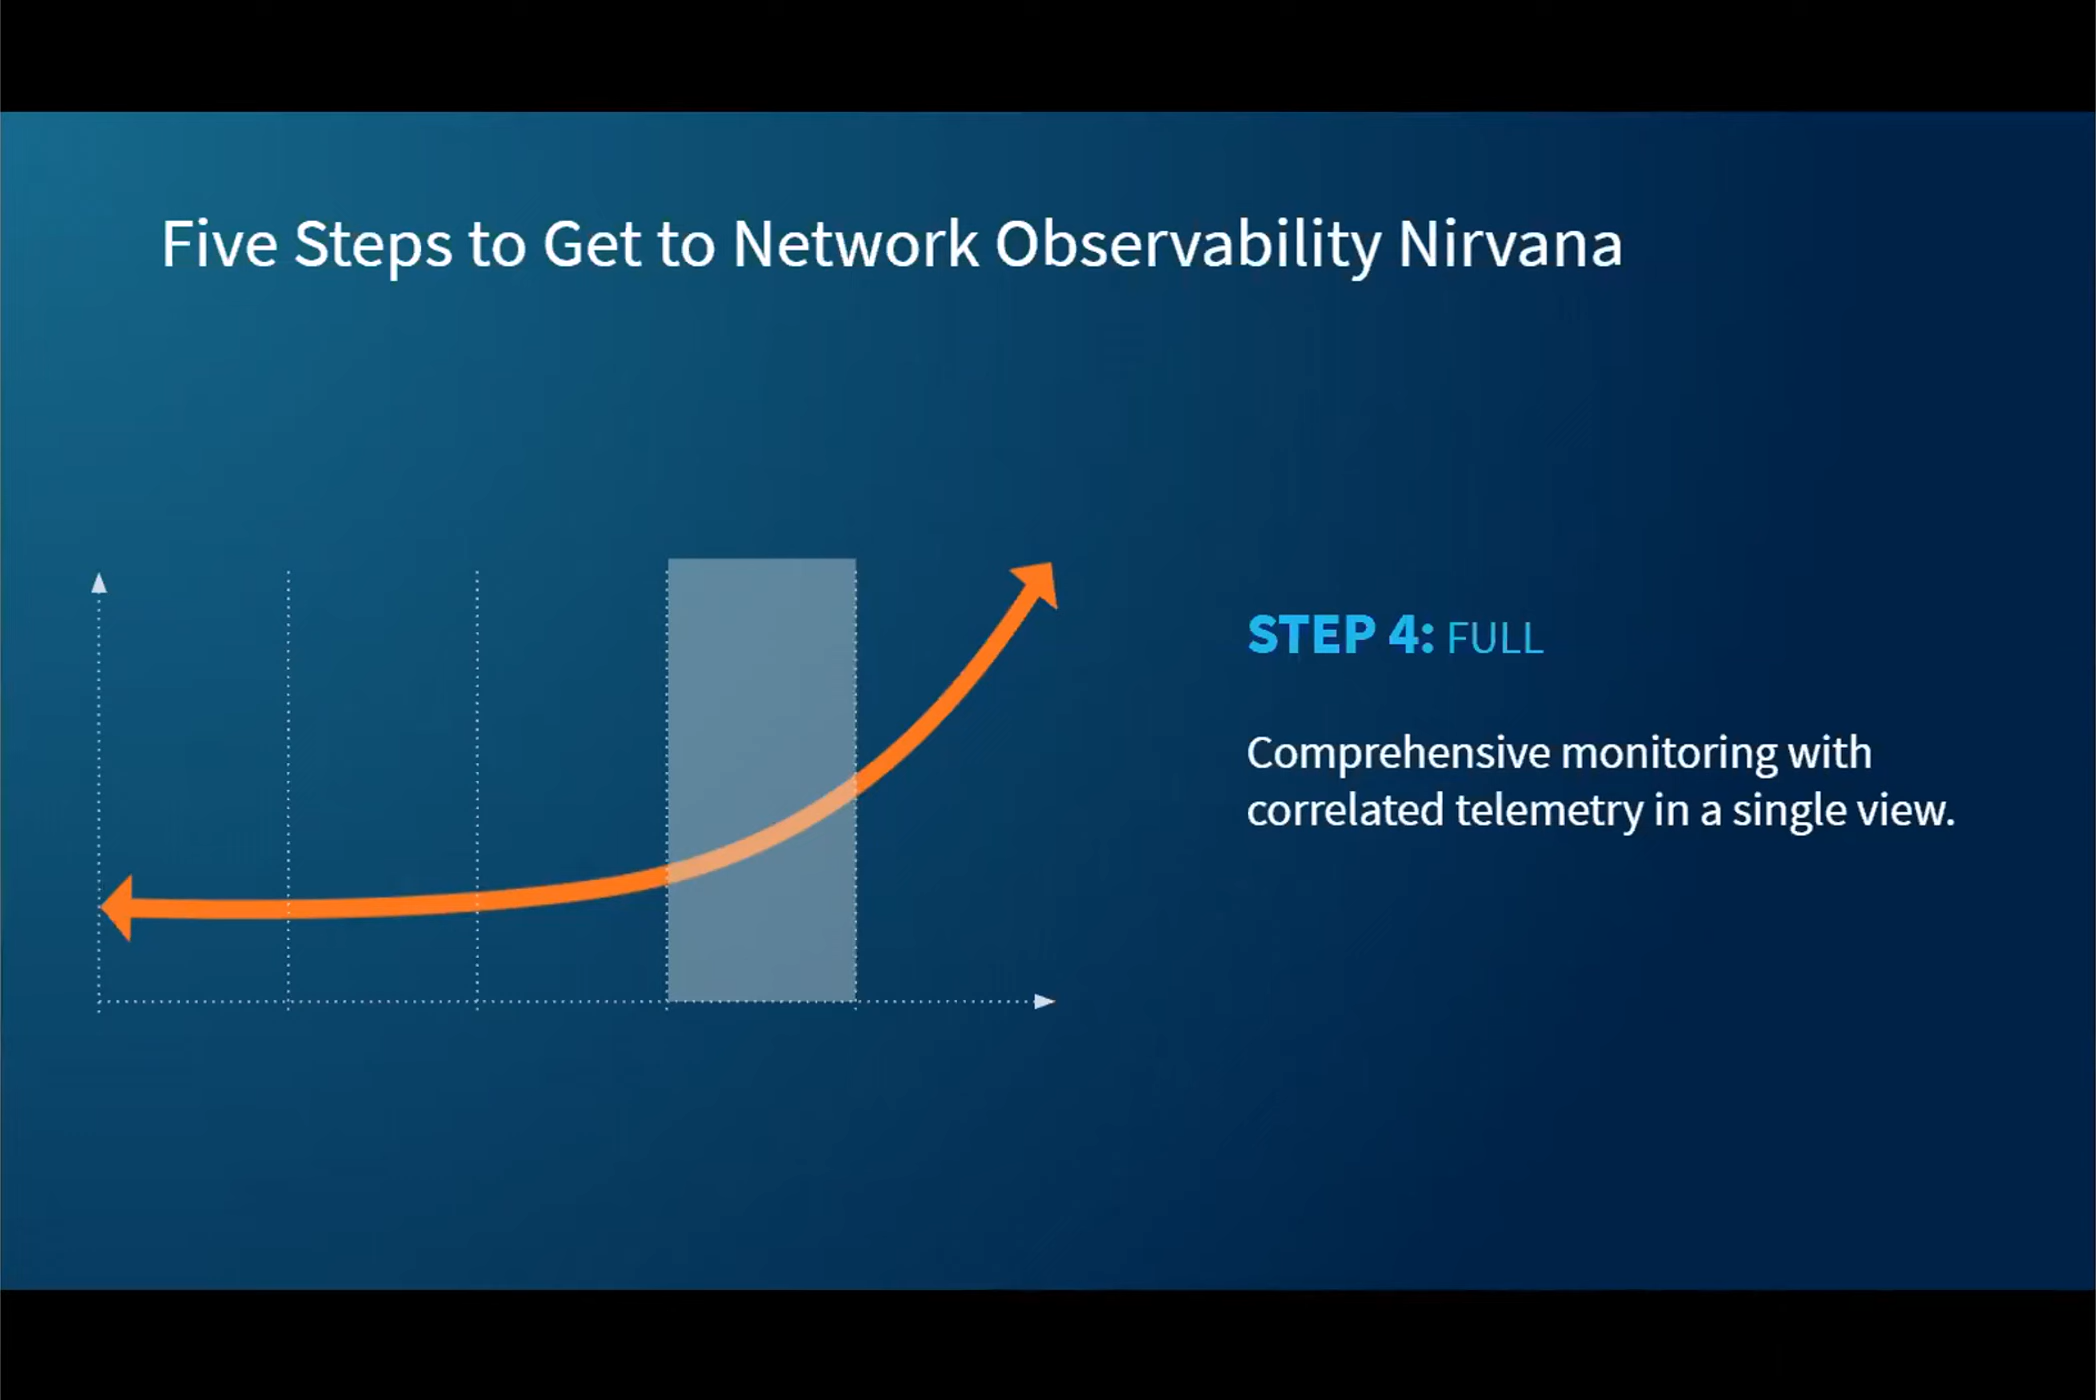 Five Steps to Get to Network Observability Nirvana
STEP 4: FULL
Comprehensive monitoring with
correlated telemetry in a single view.